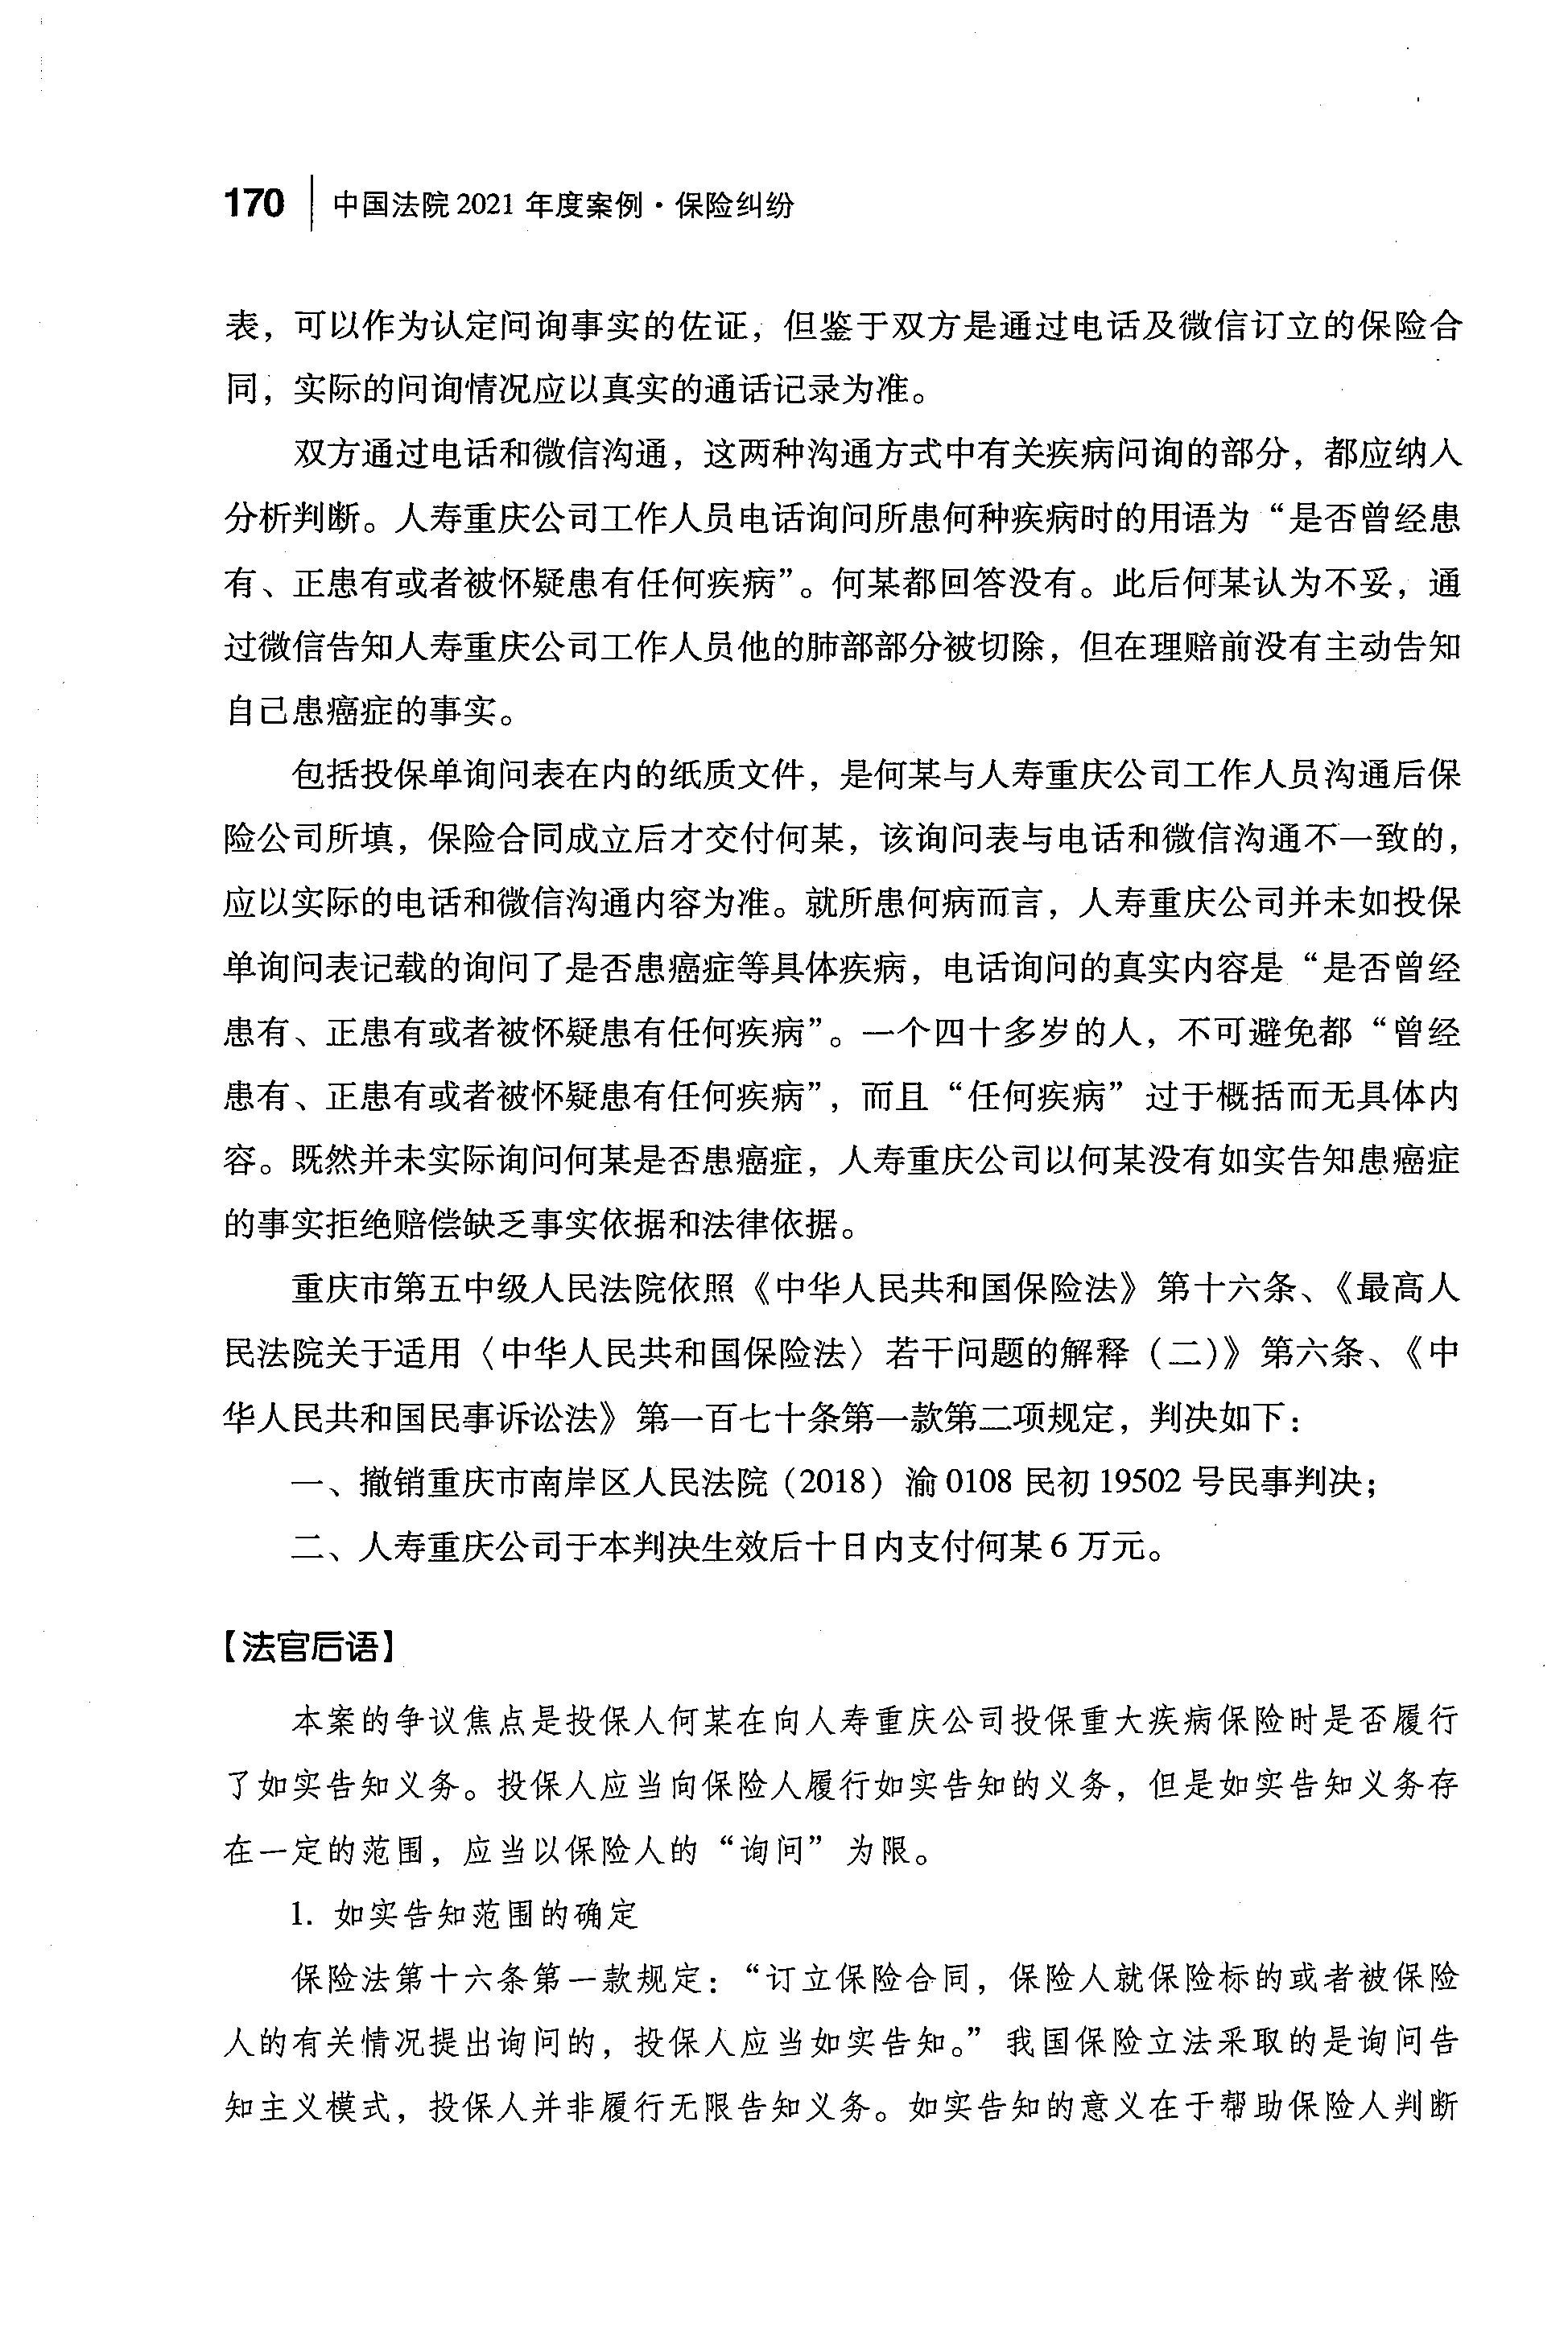 170 中国法院 2021 年度案例·保险纠纷
表，可以作为认定问询事实的佐证，但鉴于双方是通过电话及微信订立的保险合
同，实际的问询情况应以真实的通话记录为准。
双方通过电话和微信沟通，这两种沟通方式中有关疾病问询的部分，都应纳入
分析判断。人寿重庆公司工作人员电话询问所患何种疾病时的用语为“是否曾经患
有、正患有或者被怀疑患有任何疾病”。何某都回答没有。此后何某认为不妥，通
过微信告知人寿重庆公司工作人员他的肺部部分被切除，但在理赔前没有主动告知
自己患癌症的事实。
包括投保单询问表在内的纸质文件，是何某与人寿重庆公司工作人员沟通后保
险公司所填，保险合同成立后才交付何某，该询问表与电话和微信沟通不一致的，
应以实际的电话和微信沟通内容为准。就所患何病而言，人寿重庆公司并未如投保
单询问表记载的询问了是否患癌症等具体疾病，电话询问的真实内容是“是否曾经
患有、正患有或者被怀疑患有任何疾病”。一个四十多岁的人，不可避免都“曾经
患有、正患有或者被怀疑患有任何疾病”，而且“任何疾病”过于概括而无具体内
容。既然并未实际询问何某是否患癌症，人寿重庆公司以何某没有如实告知患癌症
的事实拒绝赔偿缺乏事实依据和法律依据。
重庆市第五中级人民法院依照《中华人民共和国保险法》第十六条、《最高人
民法院关于适用〈中华人民共和国保险法〉若干问题的解释（二）》第六条、《中
华人民共和国民事诉讼法》第一百七十条第一款第二项规定，判决如下：
一、撤销重庆市南岸区人民法院（2018）渝 0108 民初 19502 号民事判决；
二、人寿重庆公司于本判决生效后十日内支付何某 6 万元。
【法官后语】
本案的争议焦点是投保人何某在向人寿重庆公司投保重大疾病保险时是否履行
了如实告知义务。投保人应当向保险人履行如实告知的义务，但是如实告知义务存
在一定的范围，应当以保险人的“询问”为限。
1. 如实告知范围的确定
保险法第十六条第一款规定：“订立保险合同，保险人就保险标的或者被保险
人的有关情况提出询问的，投保人应当如实告知。”我国保险立法采取的是询问告
知主义模式，投保人并非履行无限告知义务。如实告知的意义在于帮助保险人判断